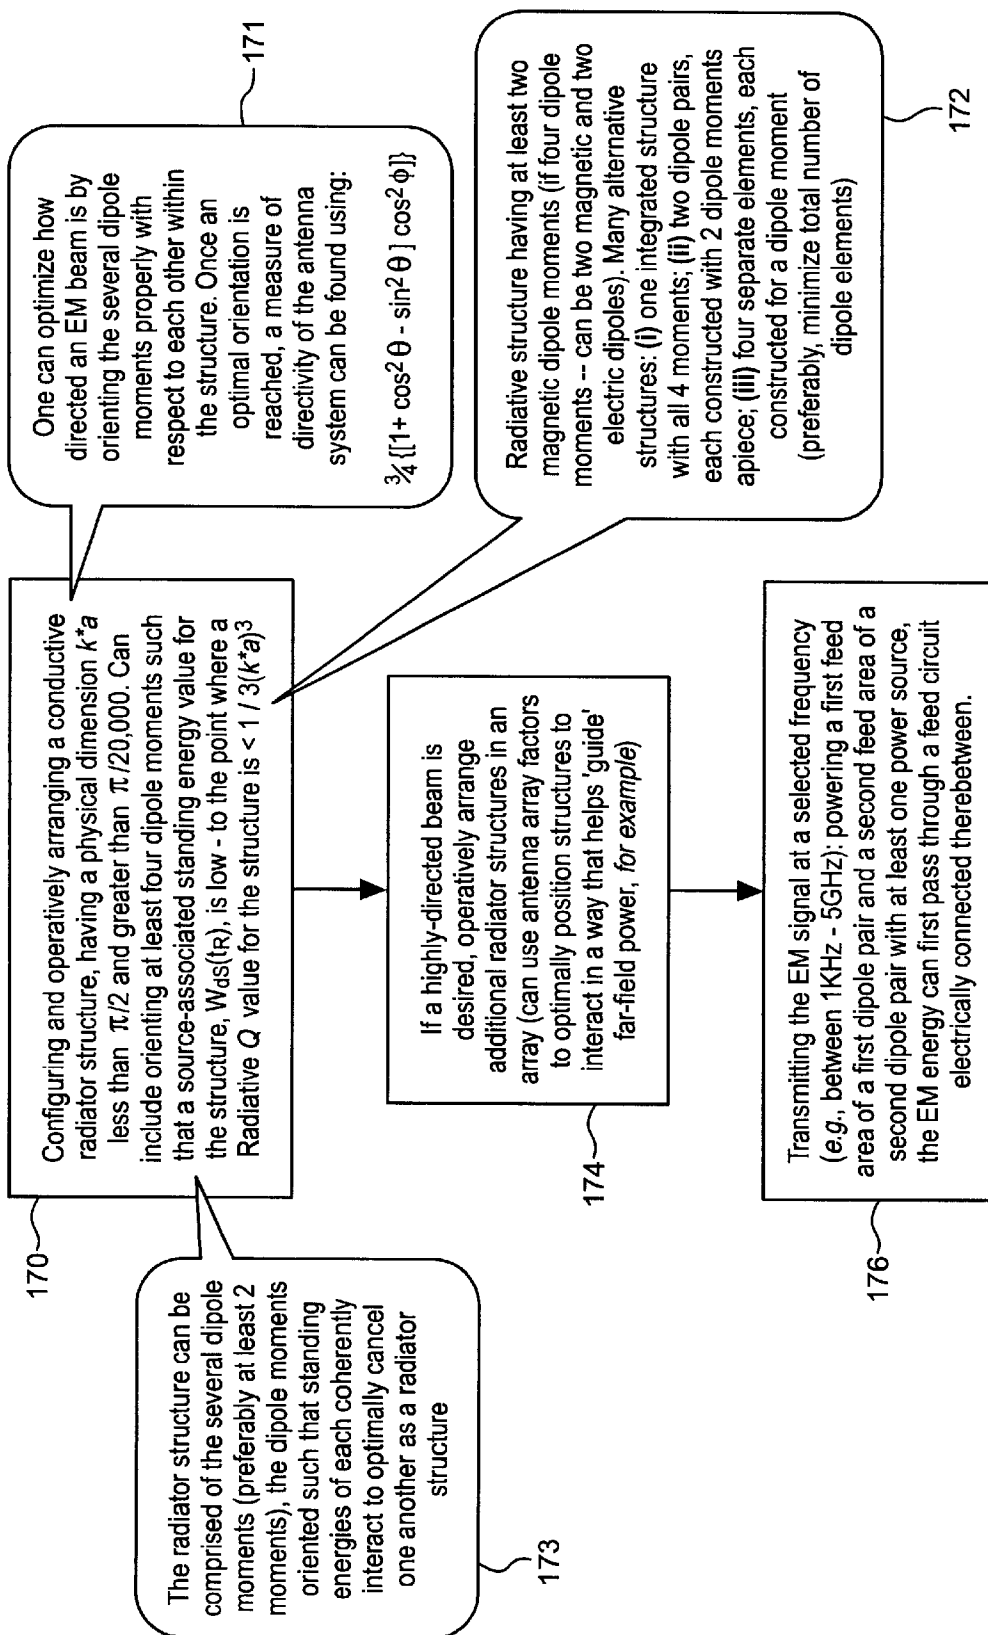 170
Configuring and operatively arranging a conductive
radiator structure, having a physical dimension k*a
less than π/2 and greater than π/20,000. Can
include orienting at least four dipole moments such
that a source-associated standing energy value for
the structure, Wds(tR), is low - to the point where a
Radiative Q value for the structure is < 1 / 3(k*a)³
One can optimize how
directed an EM beam is by
orienting the several dipole
moments properly with
respect to each other within
the structure. Once an
optimal orientation is
reached, a measure of
directivity of the antenna
system can be found using:
¾ {[1+ cos²θ - sin²θ ] cos²ϕ]}
171
The radiator structure can be
comprised of the several dipole
moments (preferably at least 2
moments), the dipole moments
oriented such that standing
energies of each coherently
interact to optimally cancel
one another as a radiator
structure
173
Radiative structure having at least two
magnetic dipole moments (if four dipole
moments -- can be two magnetic and two
electric dipoles). Many alternative
structures: (i) one integrated structure
with all 4 moments; (ii) two dipole pairs,
each constructed with 2 dipole moments
apiece; (iii) four separate elements, each
constructed for a dipole moment
(preferably, minimize total number of
dipole elements)
172
If a highly-directed beam is
desired, operatively arrange
additional radiator structures in an
array (can use antenna array factors
to optimally position structures to
interact in a way that helps 'guide'
far-field power, for example)
174
Transmitting the EM signal at a selected frequency
(e.g., between 1KHz - 5GHz): powering a first feed
area of a first dipole pair and a second feed area of a
second dipole pair with at least one power source,
the EM energy can first pass through a feed circuit
electrically connected therebetween.
176